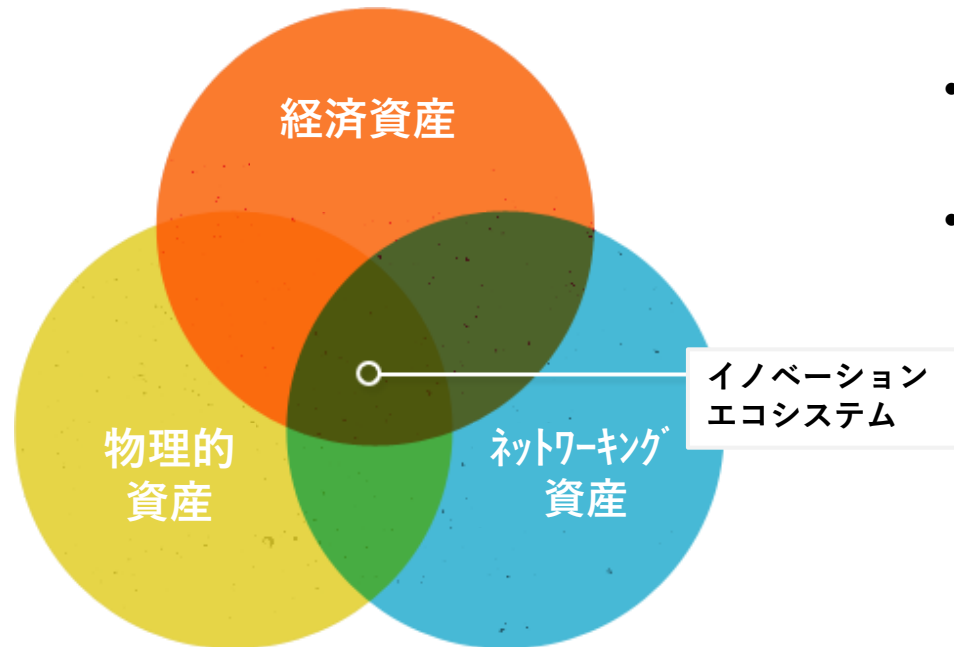 経済資産
•
•
イノベーション
エコシステム
物理的
資産
ﾈｯﾄﾜｰｷﾝｸﾞ
資産